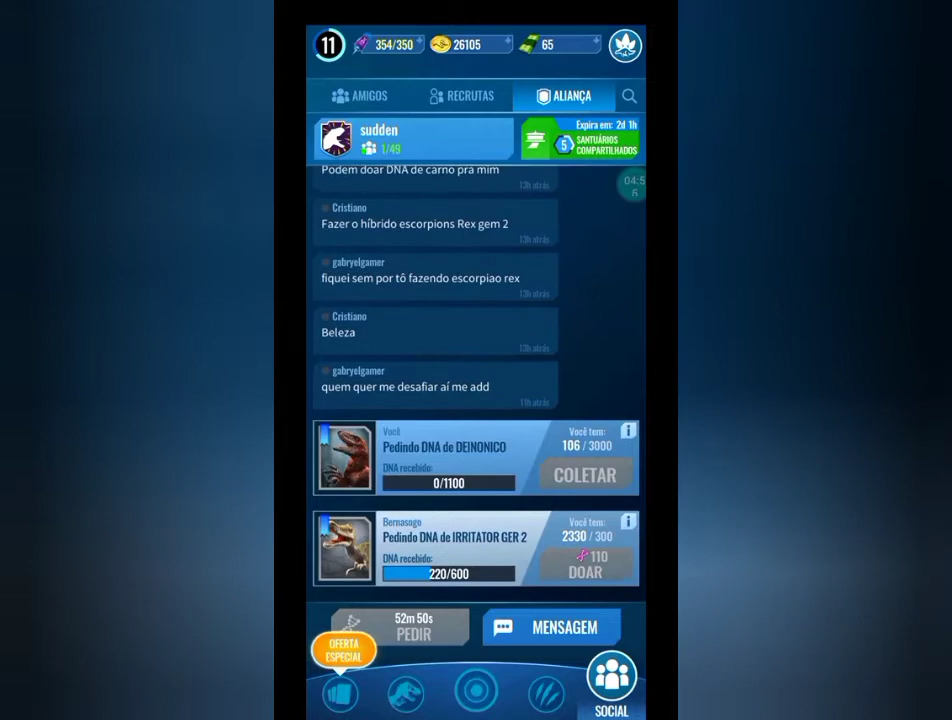 11
354/350
26105
65
AMIGOS
RECRUTAS
ALIANÇA
sudden
1/49
Expira em: 2d 1h
5
SANTUÁRIOS
COMPARTILHADOS
Podem doar DNA de carno pra mim
13h atrás
04:5
6
Cristiano
Fazer o híbrido escorpions Rex gem 2
13h atrás
gabryelgamer
fiquei sem por tô fazendo escorpiao rex
13h atrás
Cristiano
Beleza
13h atrás
gabryelgamer
quem quer me desafiar aí me add
11h atrás
Você
Pedindo DNA de DEINONICO
DNA recebido:
0/1100
Você tem:
106 / 3000
COLETAR
Bernasogo
Pedindo DNA de IRRITATOR GER 2
DNA recebido:
220/600
Você tem:
2330 / 300
110
DOAR
52m 50s
PEDIR
MENSAGEM
OFERTA
ESPECIAL
SOCIAL